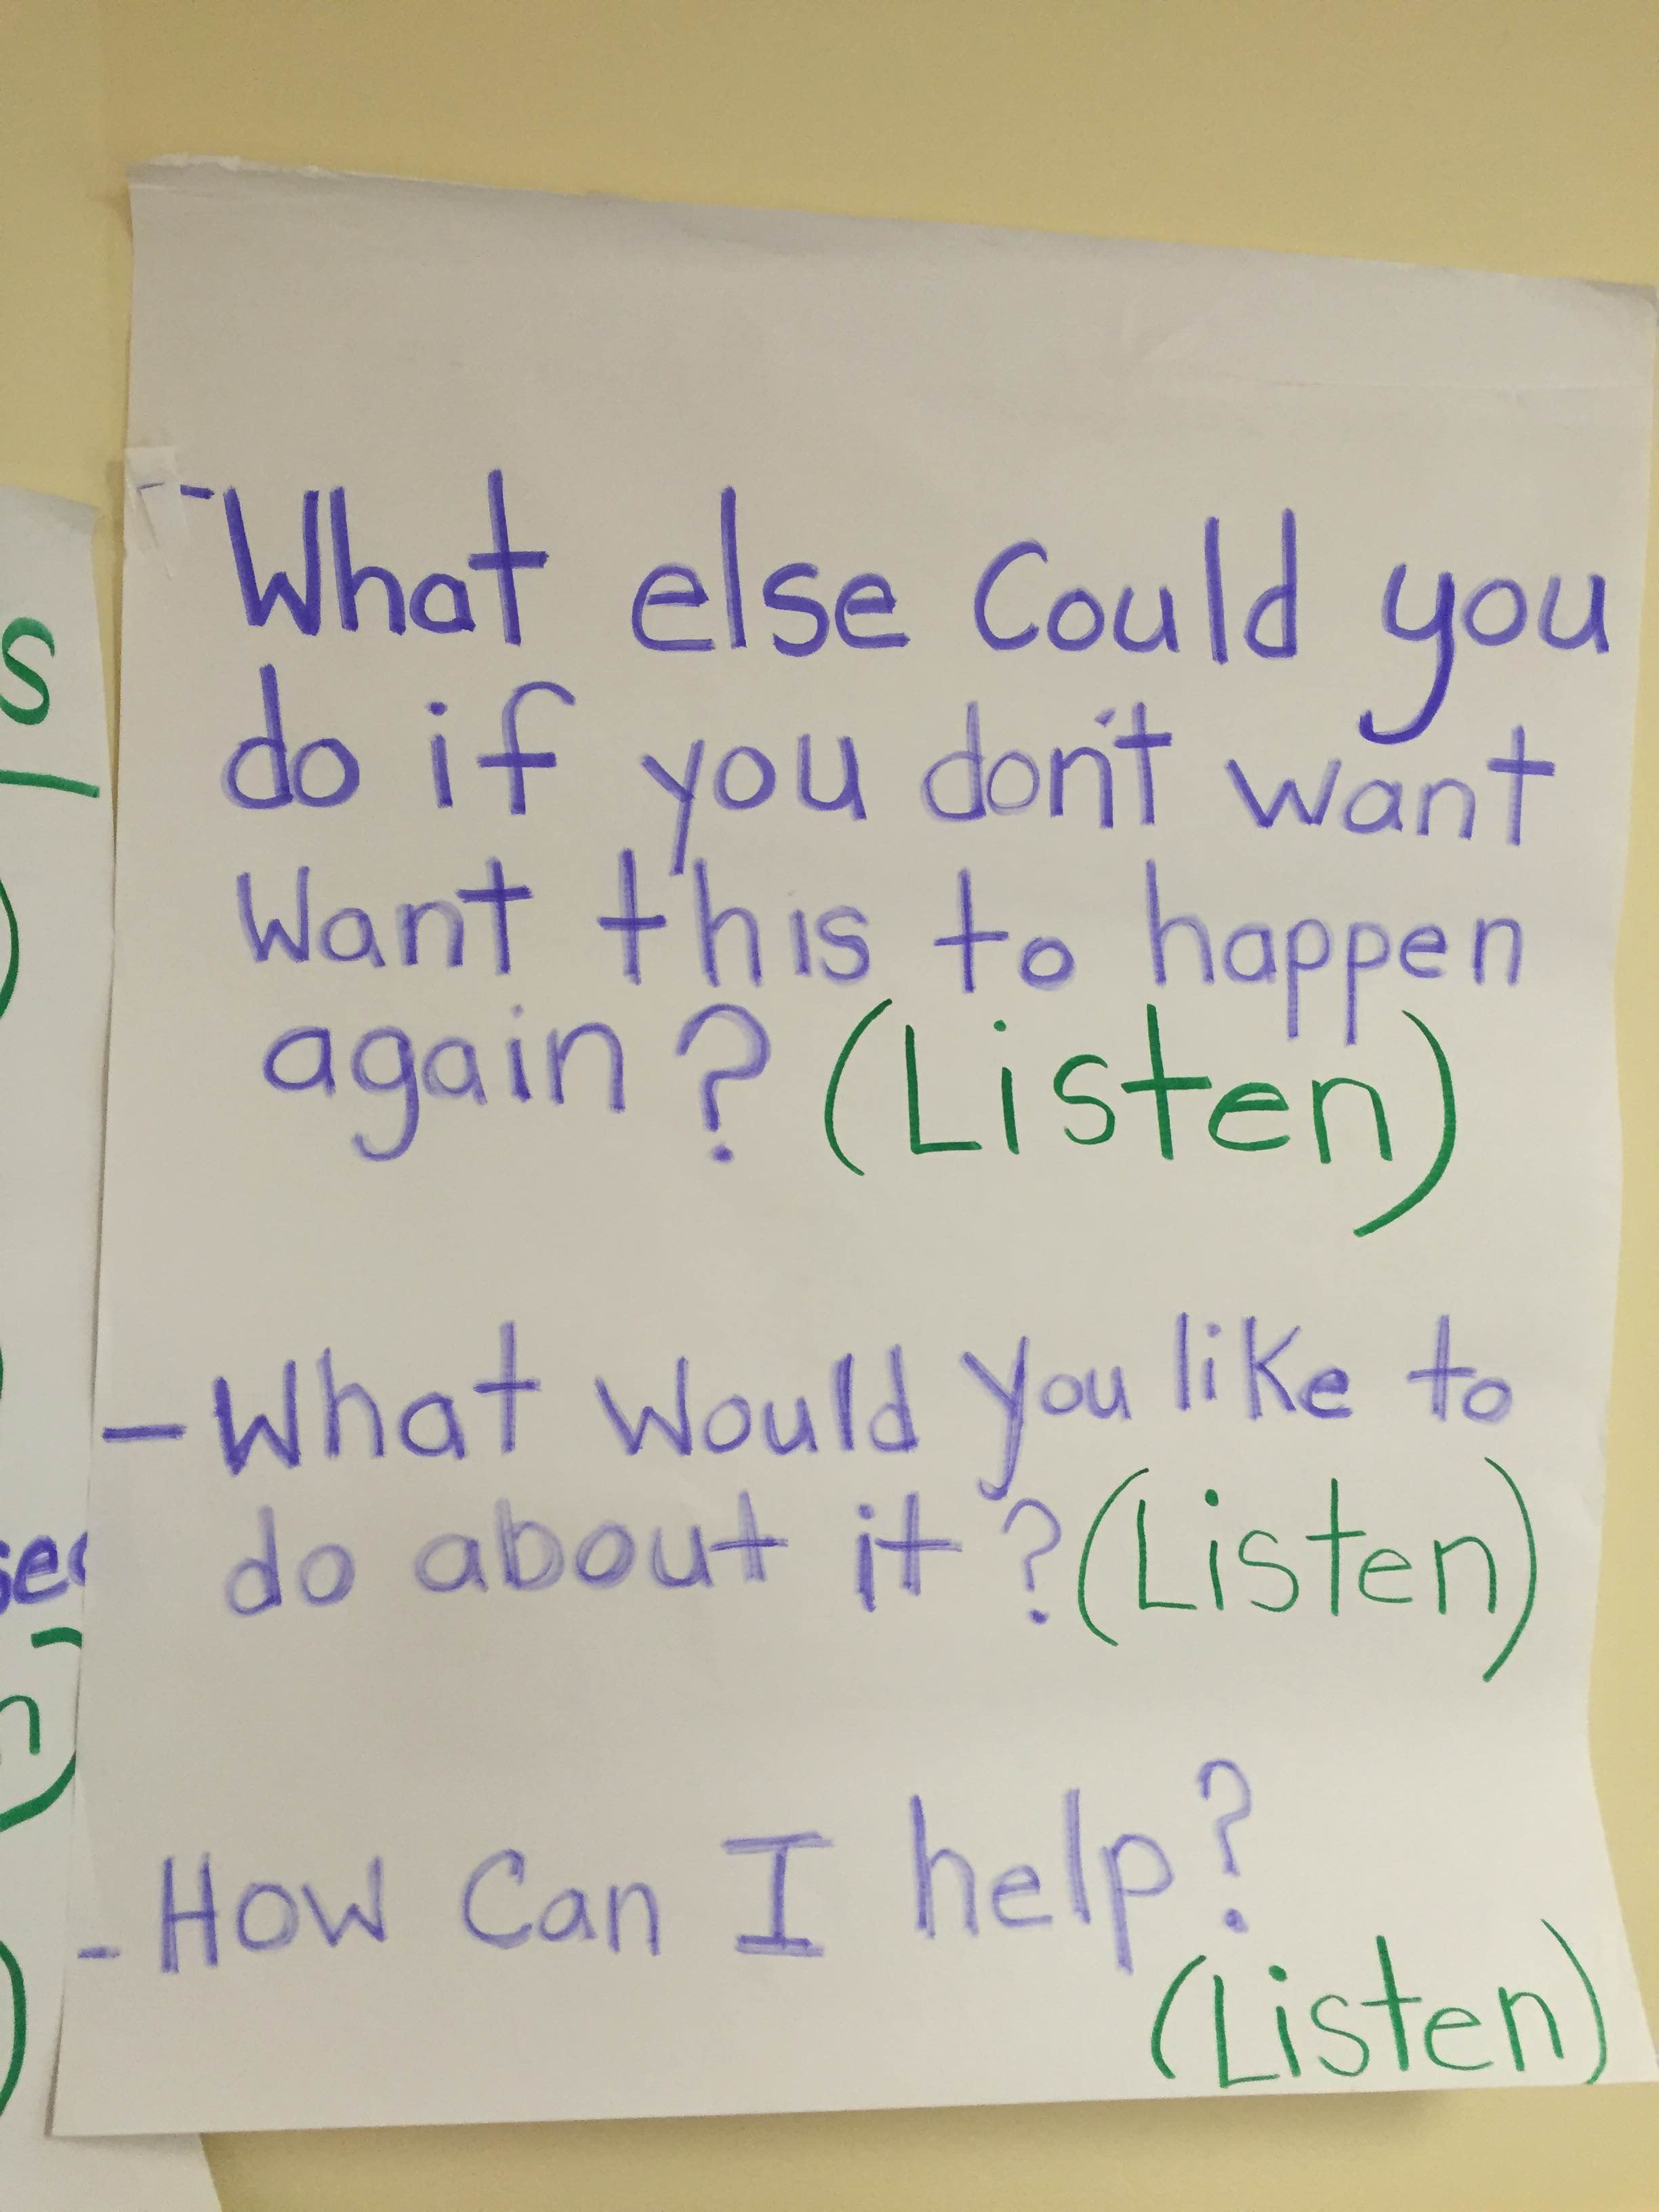 - What else Could you
do if you don't want
Want this to happen
again? (Listen)
- What Would you like to
do about it? (Listen)
- How Can I help?
(Listen)